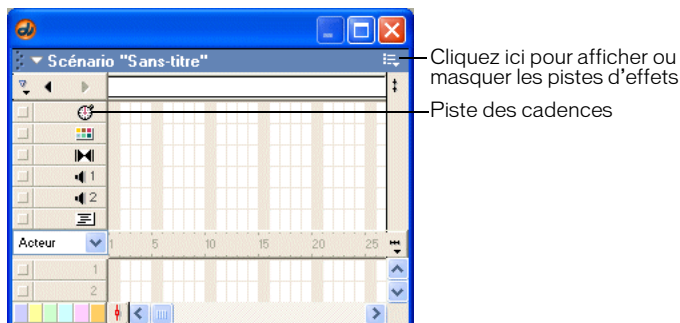 Scénario "Sans-titre"
Cliquez ici pour afficher ou
masquer les pistes d'effets
Piste des cadences
1
2
Acteur
1 5 10 15 20 25
1
2